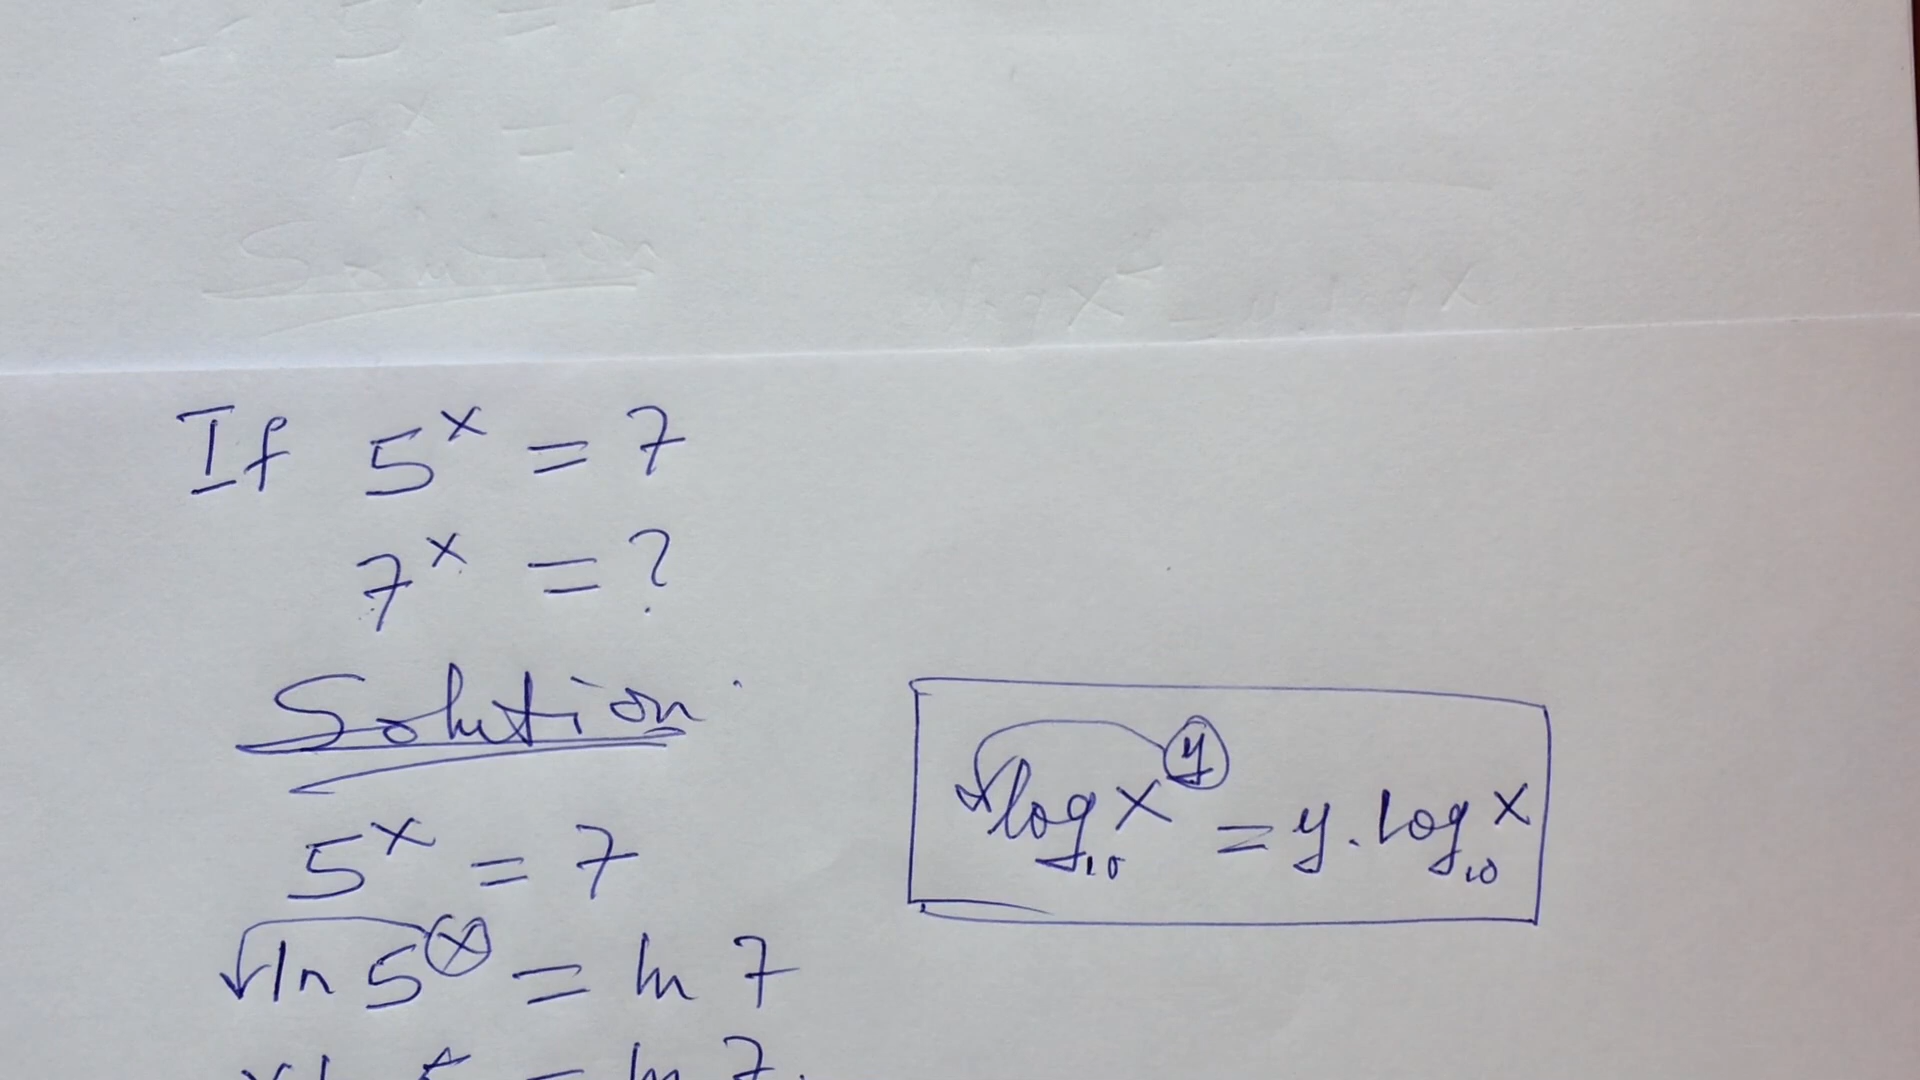 If 5^x = 7
7^x = ?
Solution
5^x = 7
ln 5^x = ln 7
log₁₀ x^y = y . log₁₀ x